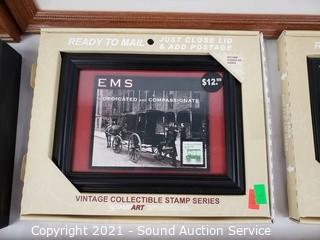 READY TO MAIL
JUST CLOSE LID
& ADD POSTAGE
EMS
$12.99
DEDICATED AND COMPASSIONATE
VINTAGE COLLECTIBLE STAMP SERIES
ART
Copyright 2021 - Sound Auction Service